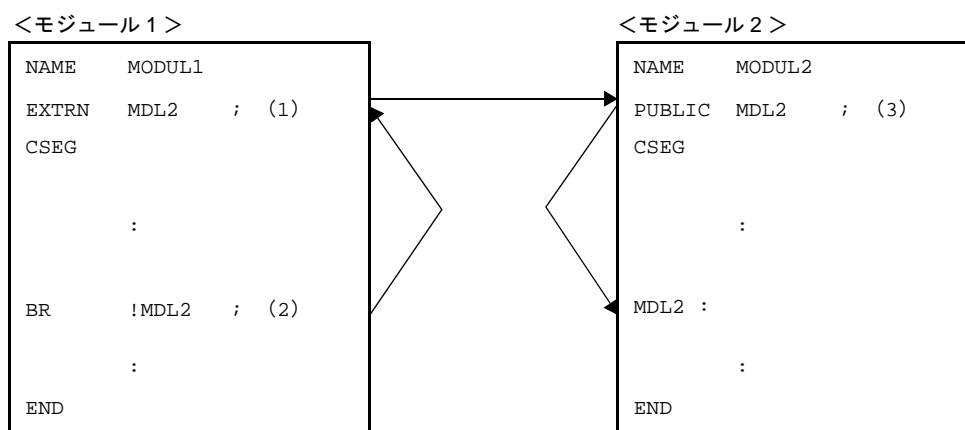 ＜モジュール1＞
NAME MODUL1
EXTRN MDL2 ; (1)
CSEG
:
BR !MDL2 ; (2)
:
END
＜モジュール2＞
NAME MODUL2
PUBLIC MDL2 ; (3)
CSEG
:
MDL2 :
:
END